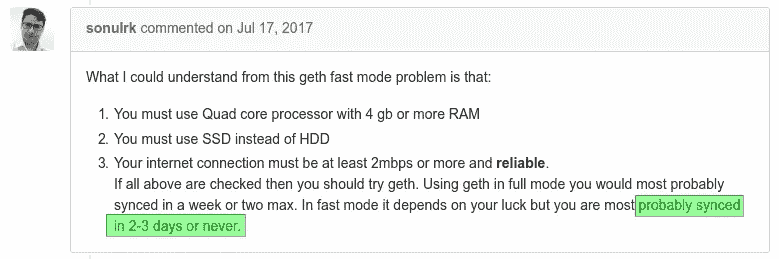 sonulrk commented on Jul 17, 2017
What I could understand from this geth fast mode problem is that:
1. You must use Quad core processor with 4 gb or more RAM
2. You must use SSD instead of HDD
3. Your internet connection must be at least 2mbps or more and reliable.
If all above are checked then you should try geth. Using geth in full mode you would most probably
synced in a week or two max. In fast mode it depends on your luck but you are most probably synced
in 2-3 days or never.